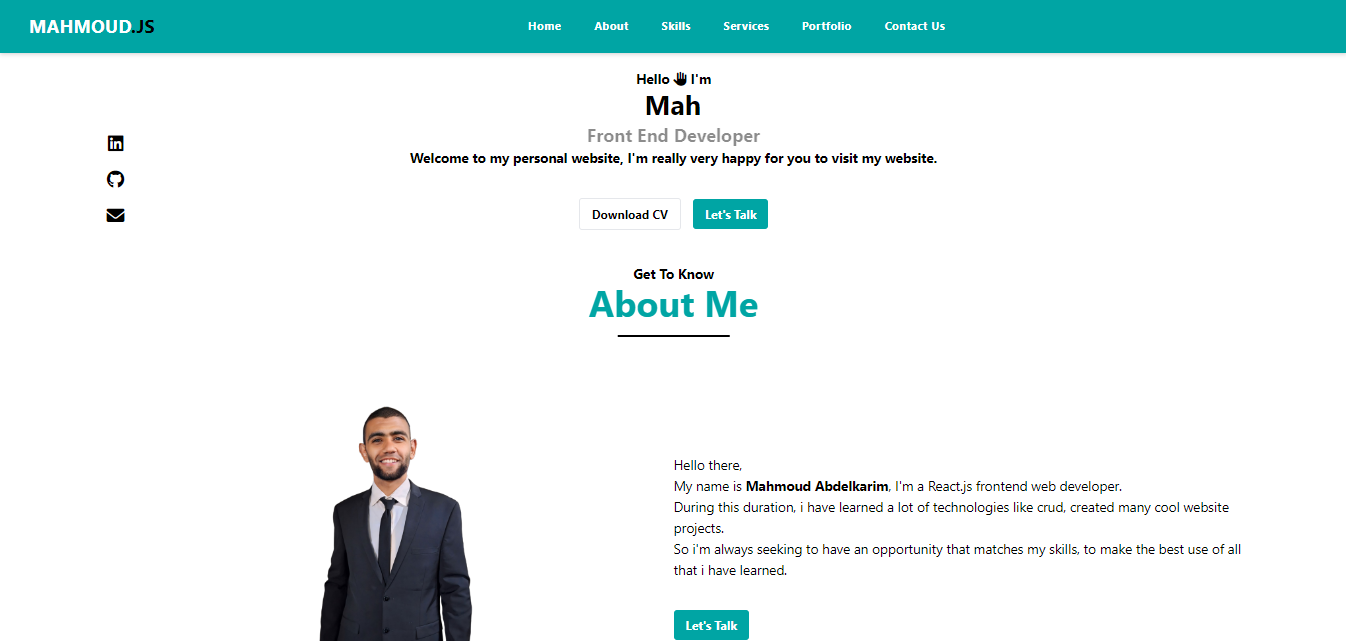 MAHMOUD.JS
Home About Skills Services Portfolio Contact Us
Hello I'm
Mah
Front End Developer
Welcome to my personal website, I'm really very happy for you to visit my website.
Download CV Let's Talk
Get To Know
About Me
Hello there,
My name is Mahmoud Abdelkarim, I'm a React.js frontend web developer.
During this duration, i have learned a lot of technologies like crud, created many cool website
projects.
So i'm always seeking to have an opportunity that matches my skills, to make the best use of all
that i have learned.
Let's Talk